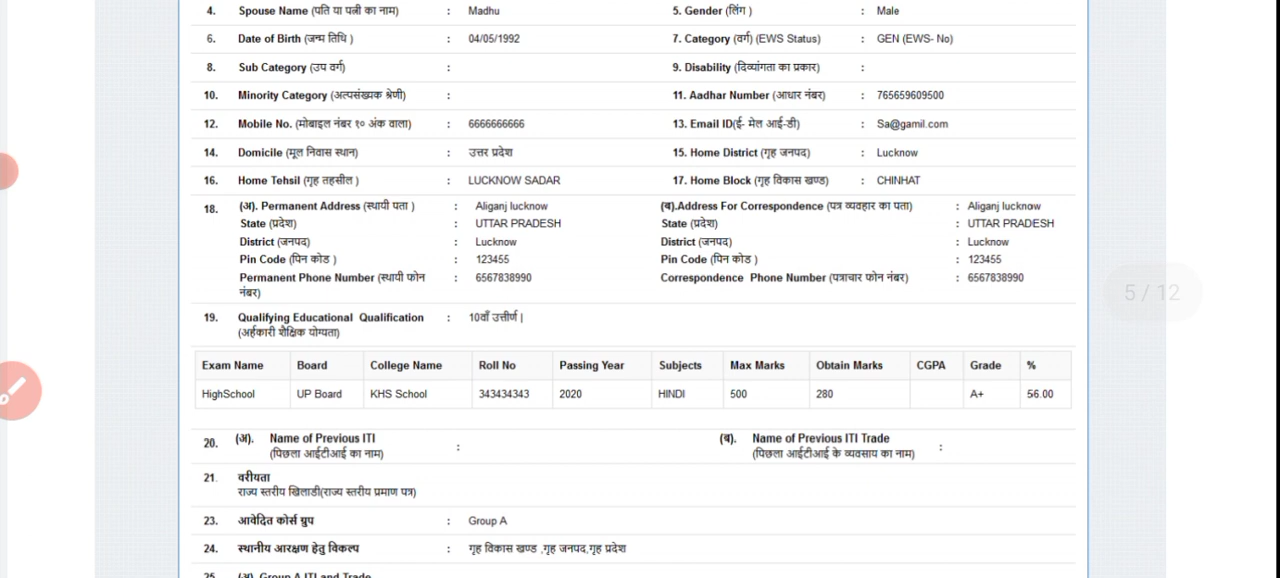 4. Spouse Name (पति या पत्नी का नाम) : Madhu 5. Gender (लिंग ) : Male
6. Date of Birth (जन्म तिथि ) : 04/05/1992 7. Category (वर्ग) (EWS Status) : GEN (EWS- No)
8. Sub Category (उप वर्ग) : 9. Disability (दिव्यांगता का प्रकार) :
10. Minority Category (अल्पसंख्यक श्रेणी) : 11. Aadhar Number (आधार नंबर) : 765659609500
12. Mobile No. (मोबाइल नंबर १० अंक वाला) : 6666666666 13. Email ID(ई- मेल आई-डी) : Sa@gamil.com
14. Domicile (मूल निवास स्थान) : उत्तर प्रदेश 15. Home District (गृह जनपद) : Lucknow
16. Home Tehsil (गृह तहसील ) : LUCKNOW SADAR 17. Home Block (गृह विकास खण्ड) : CHINHAT
18. (अ). Permanent Address (स्थायी पता ) : Aliganj lucknow (ब).Address For Correspondence (पत्र व्यवहार का पता) : Aliganj lucknow
State (प्रदेश) : UTTAR PRADESH State (प्रदेश) : UTTAR PRADESH
District (जनपद) : Lucknow District (जनपद) : Lucknow
Pin Code (पिन कोड ) : 123455 Pin Code (पिन कोड ) : 123455
Permanent Phone Number (स्थायी फोन : 6567838990 Correspondence Phone Number (पत्राचार फोन नंबर) : 6567838990
नंबर)
5 / 12
19. Qualifying Educational Qualification : 10वाँ उत्तीर्ण |
(अर्हकारी शैक्षिक योग्यता)
Exam Name Board College Name Roll No Passing Year Subjects Max Marks Obtain Marks CGPA Grade %
HighSchool UP Board KHS School 343434343 2020 HINDI 500 280 A+ 56.00
20. (अ). Name of Previous ITI : (ब). Name of Previous ITI Trade :
(पिछला आईटीआई का नाम) (पिछला आईटीआई के व्यवसाय का नाम)
21. वरीयता
राज्य स्तरीय खिलाडी(राज्य स्तरीय प्रमाण पत्र)
23. आवेदित कोर्स ग्रुप : Group A
24. स्थानीय आरक्षण हेतु विकल्प : गृह विकास खण्ड ,गृह जनपद,गृह प्रदेश
25. (अ). Group A ITI and Trade